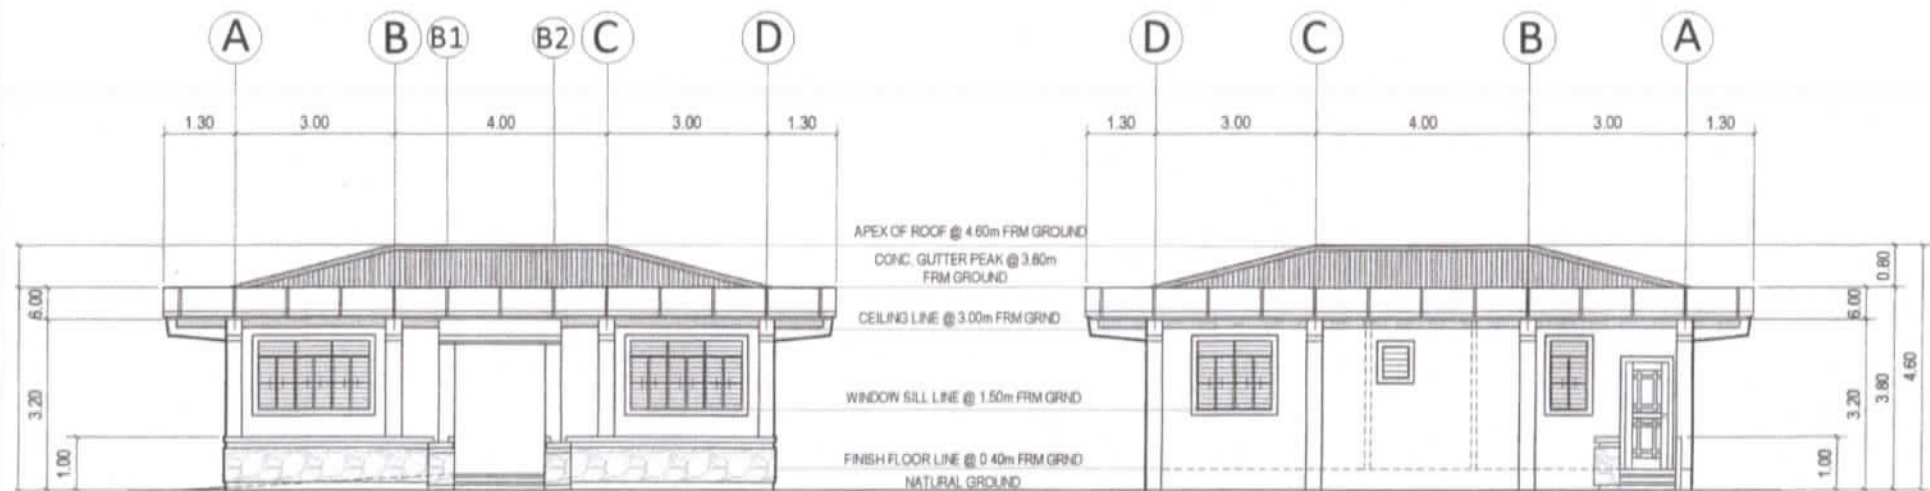 A B B1 B2 C D D C B A
1.30 3.00 4.00 3.00 1.30 1.30 3.00 4.00 3.00 1.30
APEX OF ROOF @ 4.60m FRM GROUND
CONC. GUTTER PEAK @ 3.80m
FRM GROUND
0.80
6.00 6.00
CEILING LINE @ 3.00m FRM GRND
4.60
3.80
WINDOW SILL LINE @ 1.50m FRM GRND
3.20 3.20
FINISH FLOOR LINE @ 0.40m FRM GRND
1.00 1.00
NATURAL GROUND